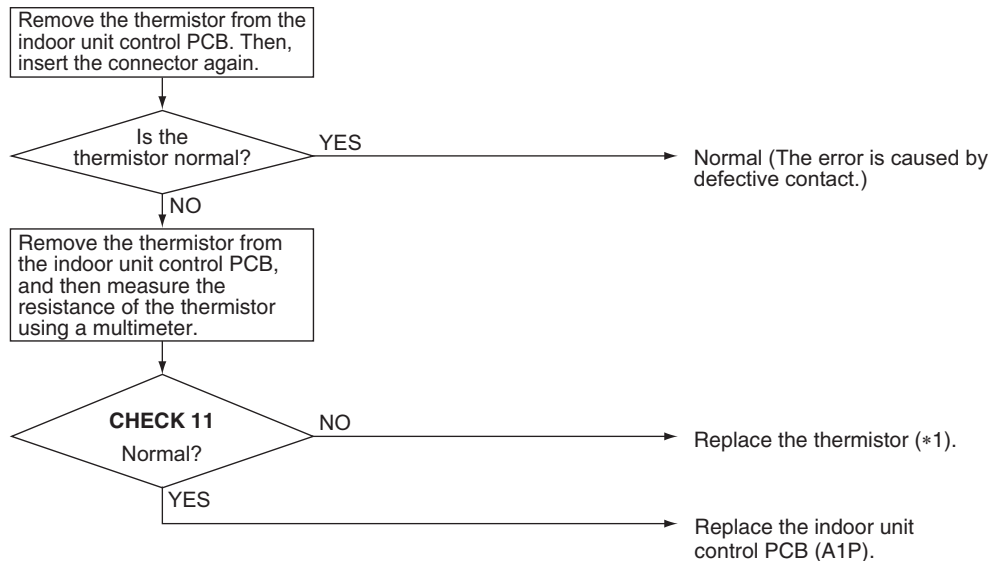 Remove the thermistor from the
indoor unit control PCB. Then,
insert the connector again.
Is the
thermistor normal?
YES
Normal (The error is caused by
defective contact.)
NO
Remove the thermistor from
the indoor unit control PCB,
and then measure the
resistance of the thermistor
using a multimeter.
CHECK 11
Normal?
NO
Replace the thermistor (*1).
YES
Replace the indoor unit
control PCB (A1P).